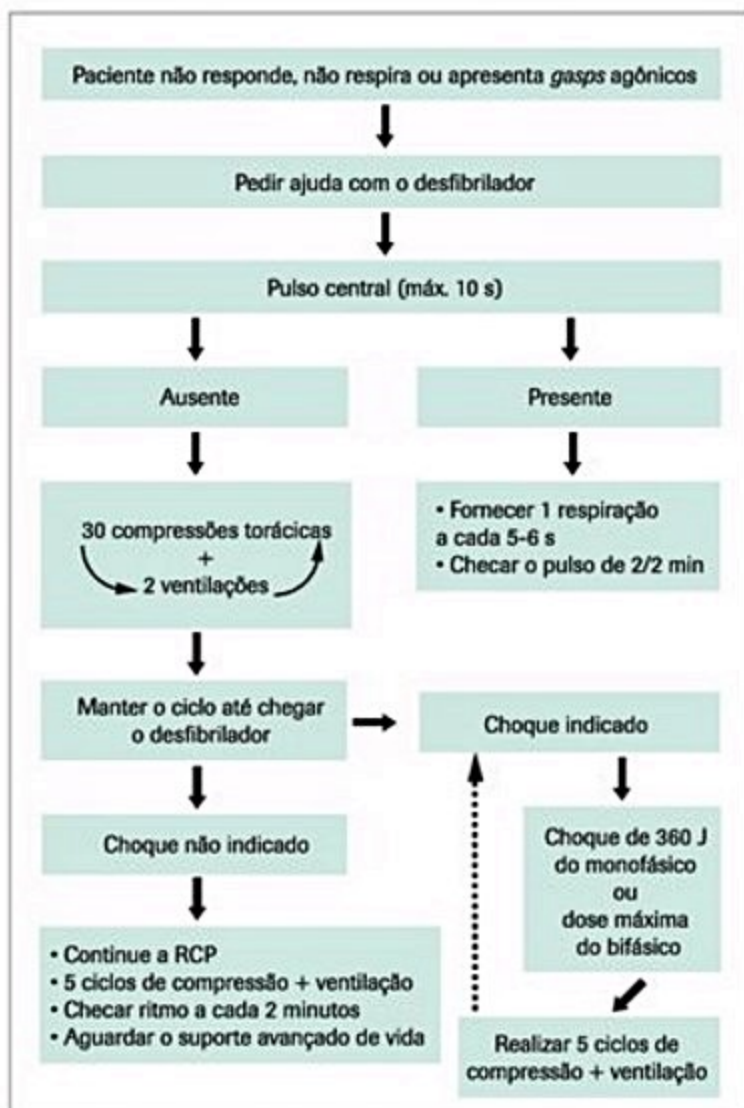 Paciente não responde, não respira ou apresenta gasps agônicos
Pedir ajuda com o desfibrilador
Pulso central (máx. 10 s)
Ausente
Presente
30 compressões torácicas
+
2 ventilações
• Fornecer 1 respiração
a cada 5-6 s
• Checar o pulso de 2/2 min
Manter o ciclo até chegar
o desfibrilador
Choque indicado
Choque não indicado
Choque de 360 J
do monofásico
ou
dose máxima
do bifásico
• Continue a RCP
• 5 ciclos de compressão + ventilação
• Checar ritmo a cada 2 minutos
• Aguardar o suporte avançado de vida
Realizar 5 ciclos de
compressão + ventilação